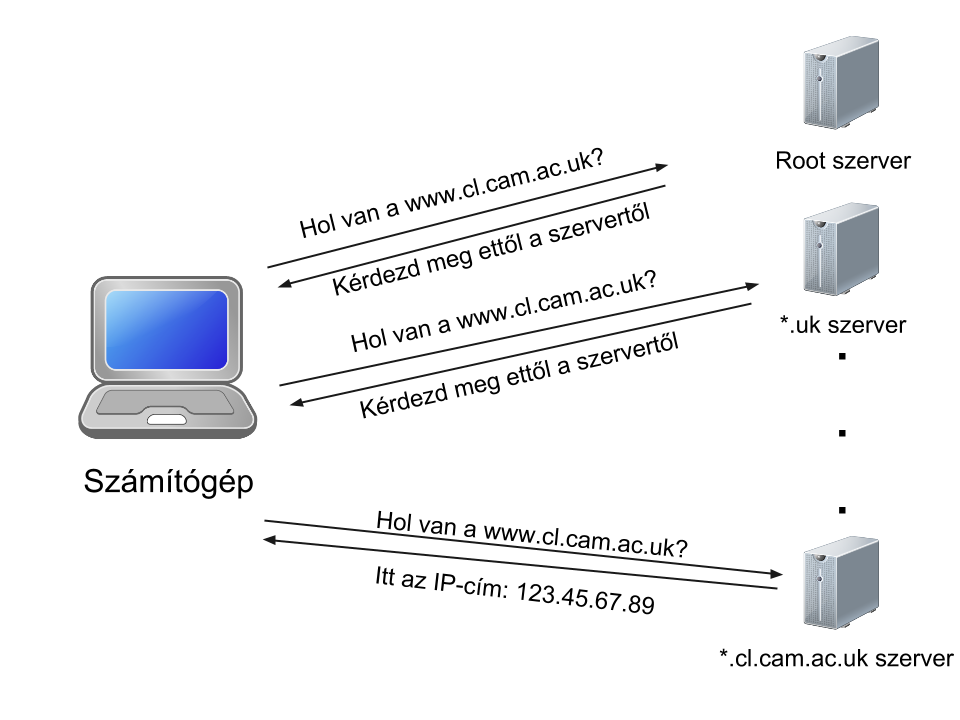 Root szerver
Hol van a www.cl.cam.ac.uk?
Kérdezd meg ettől a szervertől
*.uk szerver
Hol van a www.cl.cam.ac.uk?
Kérdezd meg ettől a szervertől
Számítógép
Hol van a www.cl.cam.ac.uk?
Itt az IP-cím: 123.45.67.89
*.cl.cam.ac.uk szerver